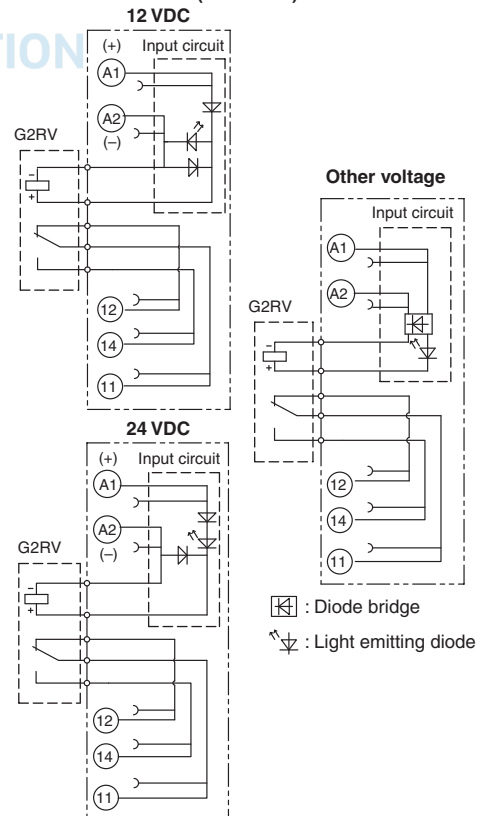 12 VDC
TION
(+) Input circuit
A1
A2
(–)
G2RV
–
+
12
14
11
24 VDC
(+) Input circuit
A1
A2
(–)
G2RV
–
+
12
14
11
Other voltage
Input circuit
A1
A2
G2RV
–
+
12
14
11
: Diode bridge
: Light emitting diode